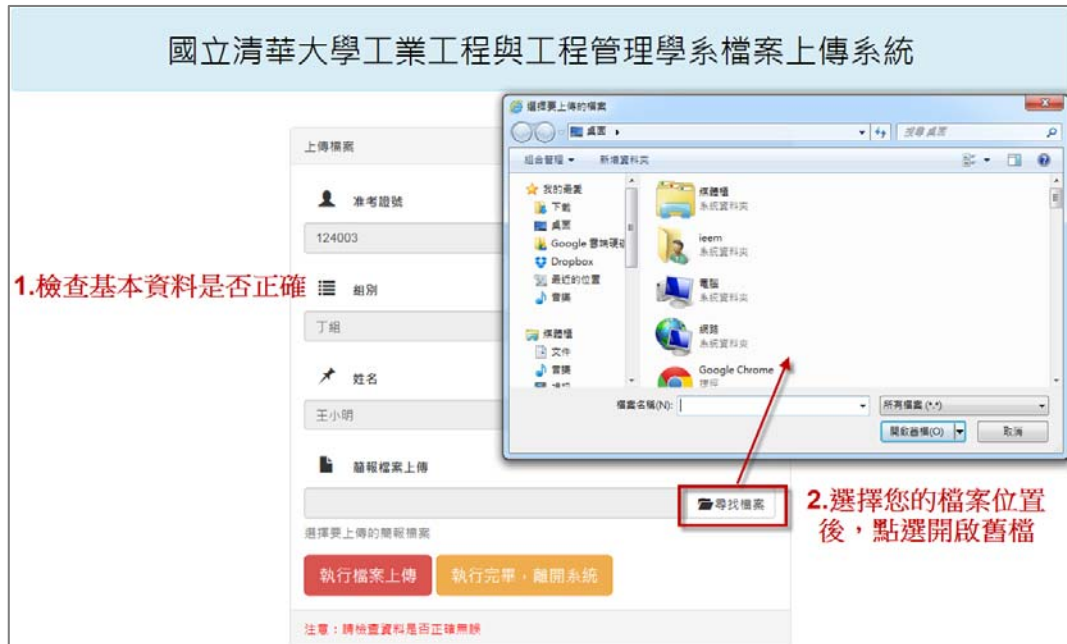 國立清華大學工業工程與工程管理學系檔案上傳系統
選擇要上傳的檔案
桌面
搜尋 桌面
組合管理
新增資料夾
我的最愛
下載
桌面
Google 雲端硬碟
Dropbox
最近的位置
音樂
媒體櫃
文件
音樂
媒體櫃
系統資料夾
ieem
系統資料夾
電腦
系統資料夾
網路
系統資料夾
Google Chrome
捷徑
檔案名稱(N):
所有檔案 (*.*)
開啟舊檔(O)
取消
上傳檔案
准考證號
124003
1.檢查基本資料是否正確
組別
丁組
姓名
王小明
簡報檔案上傳
尋找檔案
選擇要上傳的簡報檔案
2.選擇您的檔案位置
後，點選開啟舊檔
執行檔案上傳
執行完畢，離開系統
注意：請檢查資料是否正確無誤